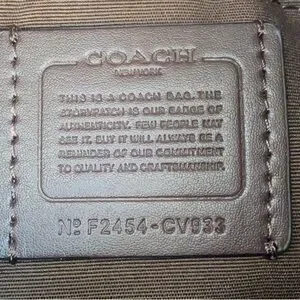 COACH
NEW YORK
THIS IS A COACH BAG. THE
STORYPATCH IS OUR BADGE OF
AUTHENTICITY. FEW PEOPLE MAY
SEE IT, BUT IT WILL ALWAYS BE A
REMINDER OF OUR COMMITMENT
TO QUALITY AND CRAFTSMANSHIP.
Nº F2454-CV933